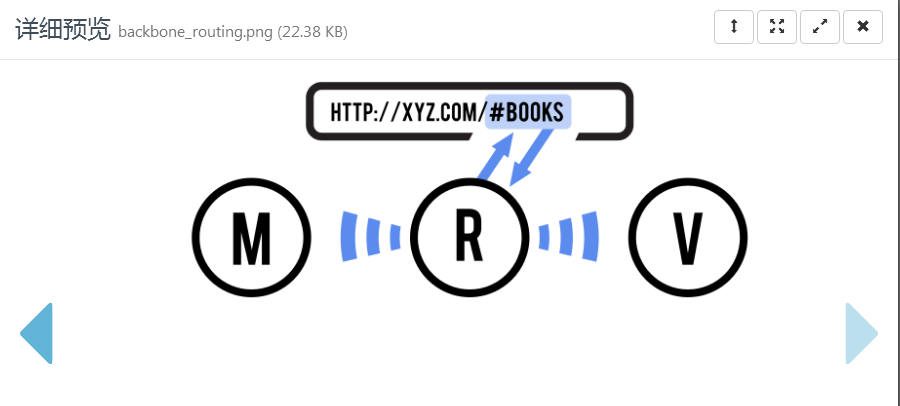 详细预览 backbone_routing.png (22.38 KB)
HTTP://XYZ.COM/#BOOKS
M R V